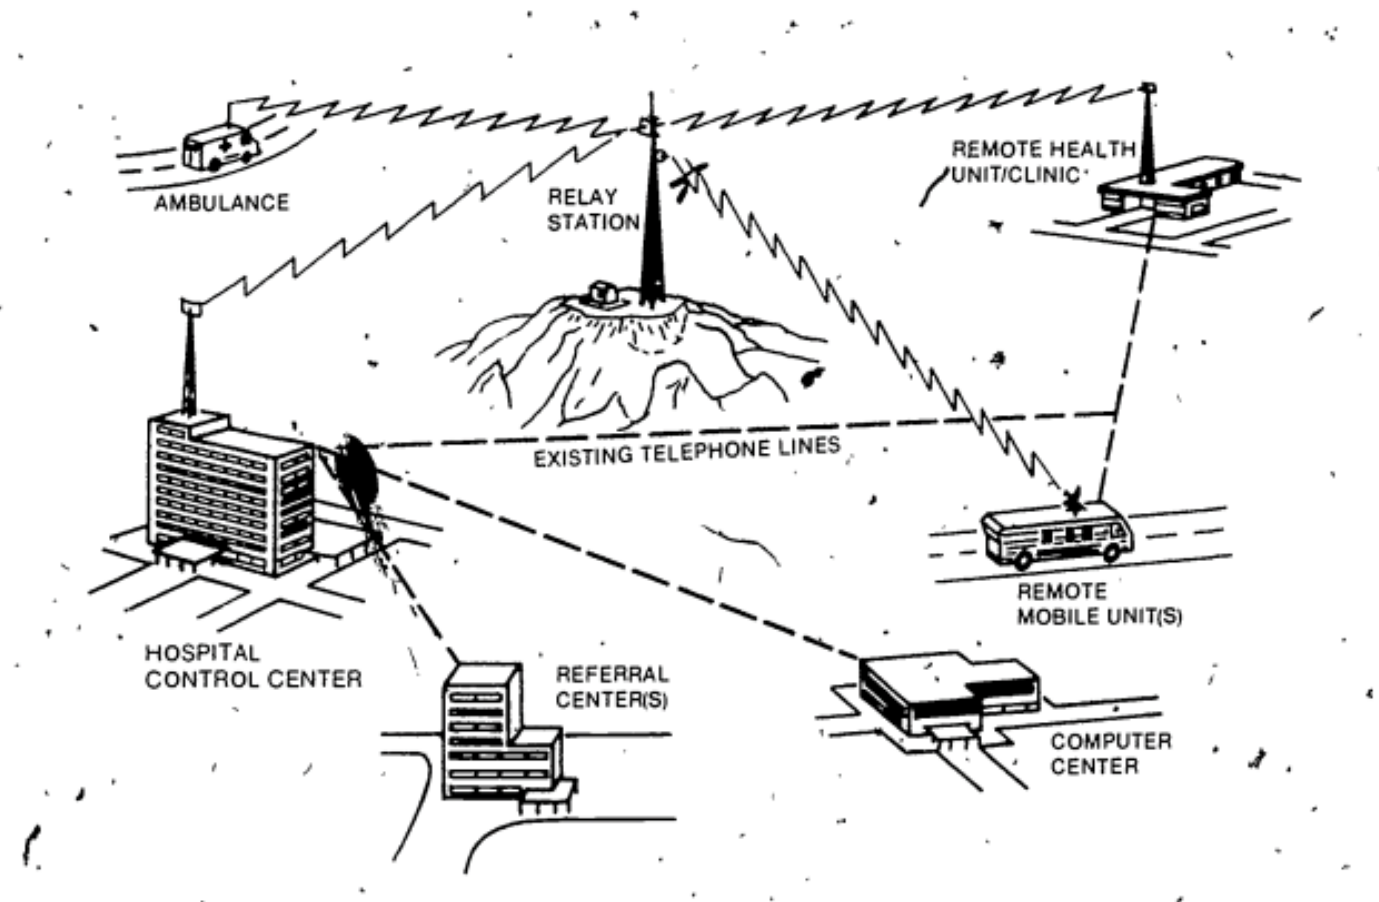 REMOTE HEALTH
UNIT/CLINIC
AMBULANCE
RELAY
STATION
EXISTING TELEPHONE LINES
REMOTE
MOBILE UNIT(S)
HOSPITAL
CONTROL CENTER
REFERRAL
CENTER(S)
COMPUTER
CENTER